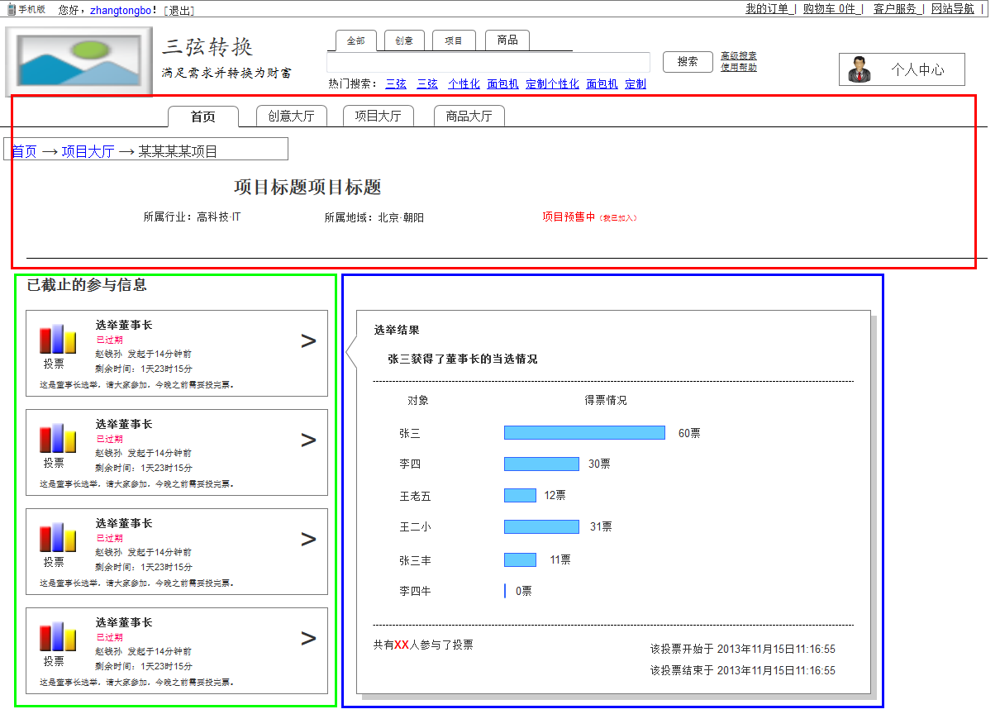 手机版 您好，zhangtongbo！[退出] 我的订单 | 购物车 0件 | 客户服务 | 网站导航 |
三弦转换
满足需求并转换为财富
全部 创意 项目 商品
搜索
高级搜索
使用帮助
热门搜索： 三弦 三弦 个性化 面包机 定制个性化 面包机 定制
个人中心
首页 创意大厅 项目大厅 商品大厅
首页 → 项目大厅 → 某某某某项目
项目标题项目标题
所属行业：高科技·IT 所属地域：北京·朝阳 项目预售中（我已加入）
已截止的参与信息
选举董事长
已过期
赵钱孙 发起于14分钟前
投票
剩余时间：1天23时15分
>
这是董事长选举，请大家参加，今晚之前需要投完票。
选举董事长
已过期
赵钱孙 发起于14分钟前
投票
剩余时间：1天23时15分
>
这是董事长选举，请大家参加，今晚之前需要投完票。
选举董事长
已过期
赵钱孙 发起于14分钟前
投票
剩余时间：1天23时15分
>
这是董事长选举，请大家参加，今晚之前需要投完票。
选举董事长
已过期
赵钱孙 发起于14分钟前
投票
剩余时间：1天23时15分
>
这是董事长选举，请大家参加，今晚之前需要投完票。
选举结果
张三获得了董事长的当选情况
对象 得票情况
张三 60票
李四 30票
王老五 12票
王二小 31票
张三丰 11票
李四牛 0票
共有XX人参与了投票
该投票开始于 2013年11月15日11:16:55
该投票结束于 2013年11月15日11:16:55